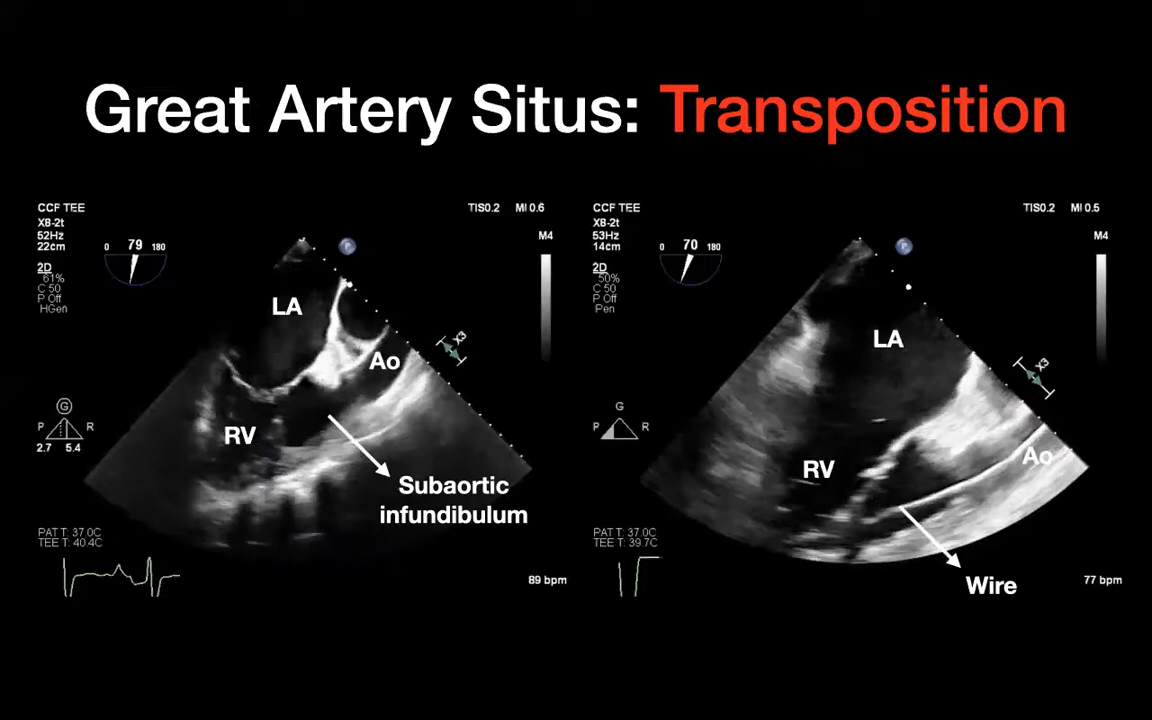 Great Artery Situs: Transposition
CCF TEE
X8-2t
52Hz
22cm
0 79 180
2D
61%
C 50
P Off
HGen
TIS0.2 MI 0.6
M4
P
X3
LA
Ao
RV
Subaortic
infundibulum
G
P R
2.7 5.4
PAT T: 37.0C
TEE T: 40.4C
89 bpm
CCF TEE
X8-2t
53Hz
14cm
0 70 180
2D
50%
C 50
P Off
Pen
TIS0.2 MI 0.5
M4
P
X3
LA
RV
Ao
Wire
G
P R
PAT T: 37.0C
TEE T: 39.7C
77 bpm